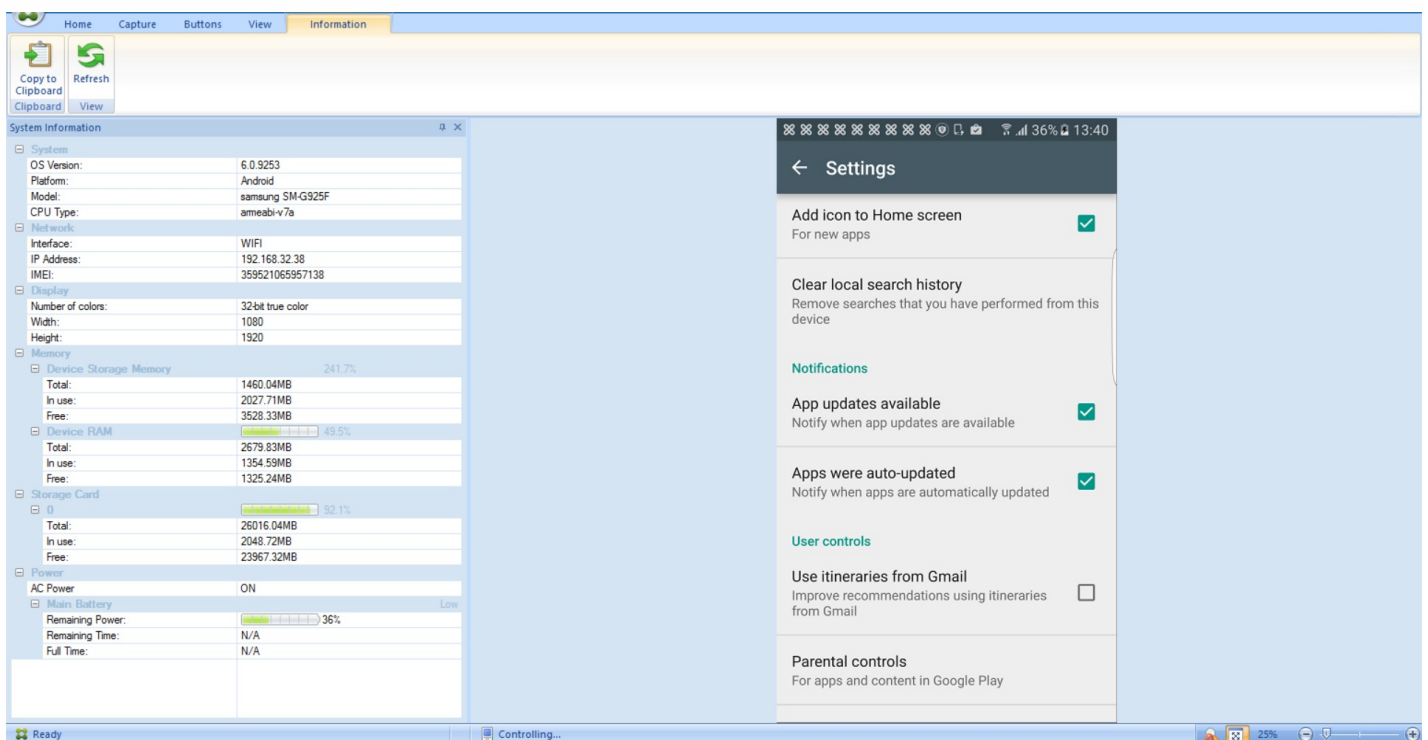 Home Capture Buttons View Information
Copy to Clipboard
Refresh
Clipboard View
System Information
System
OS Version: 6.0.9253
Platform: Android
Model: samsung SM-G925F
CPU Type: armeabi-v7a
Network
Interface: WIFI
IP Address: 192.168.32.38
IMEI: 359521065957138
Display
Number of colors: 32-bit true color
Width: 1080
Height: 1920
Memory
Device Storage Memory 241.7%
Total: 1460.04MB
In use: 2027.71MB
Free: 3528.33MB
Device RAM 49.5%
Total: 2679.83MB
In use: 1354.59MB
Free: 1325.24MB
Storage Card
0 92.1%
Total: 26016.04MB
In use: 2048.72MB
Free: 23967.32MB
Power
AC Power ON
Main Battery Low
Remaining Power: 36%
Remaining Time: N/A
Full Time: N/A
36% 13:40
Settings
Add icon to Home screen
For new apps
Clear local search history
Remove searches that you have performed from this
device
Notifications
App updates available
Notify when app updates are available
Apps were auto-updated
Notify when apps are automatically updated
User controls
Use itineraries from Gmail
Improve recommendations using itineraries
from Gmail
Parental controls
For apps and content in Google Play
Ready Controlling... 25%